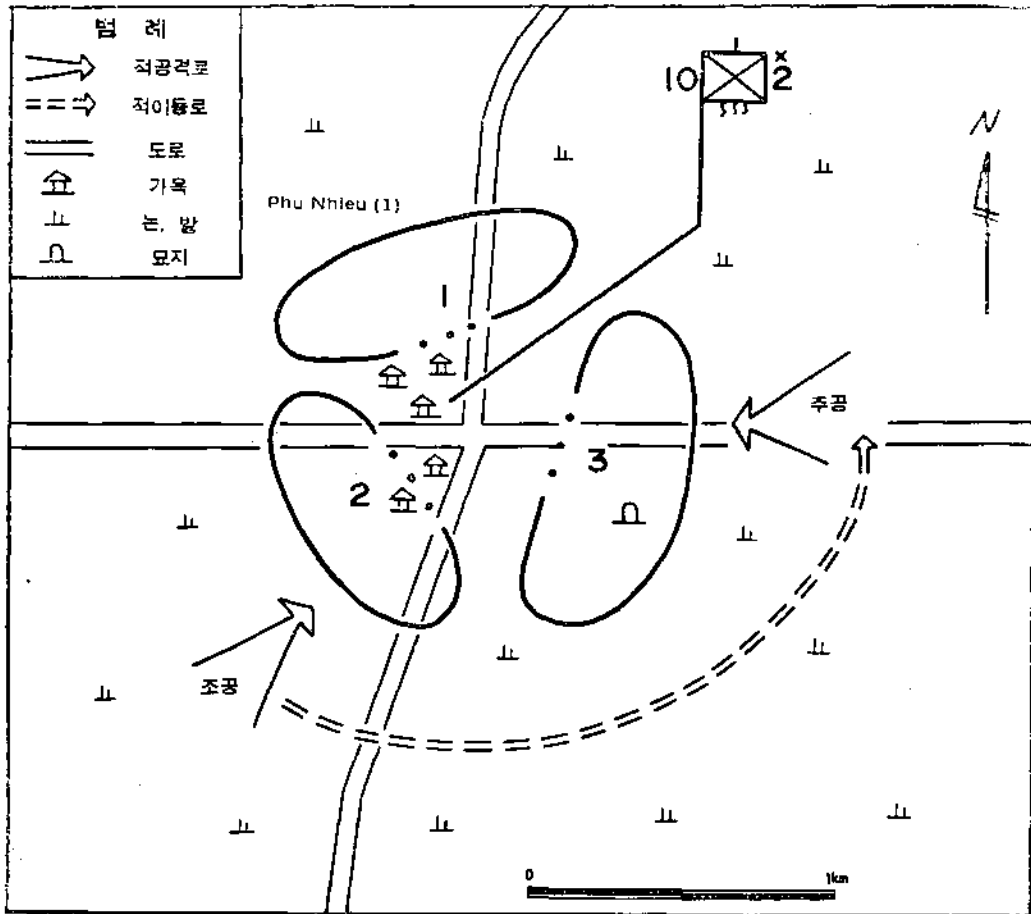 범 례
적공격로
적이동로
도로
가옥
논, 밭
묘지
10 x 2
N
Phu Nhieu (1)
1
주공
3
2
조공
0 1km